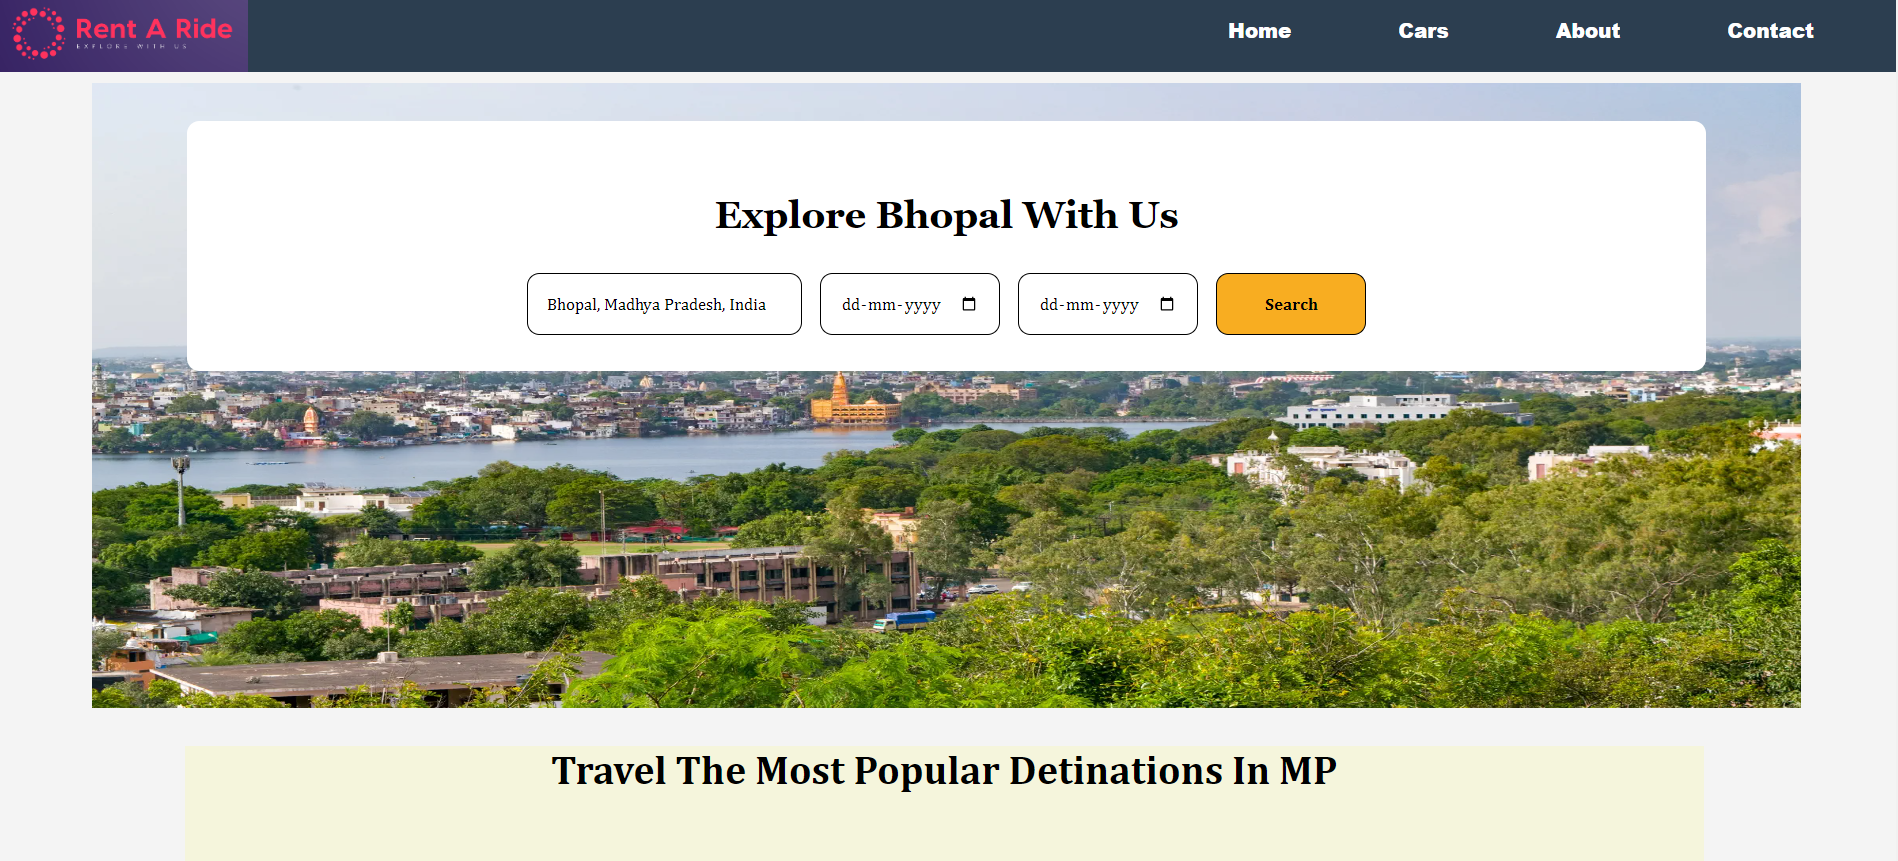 Rent A Ride
EXPLORE WITH US
Home
Cars
About
Contact
Explore Bhopal With Us
Bhopal, Madhya Pradesh, India
dd-mm-yyyy
dd-mm-yyyy
Search
Travel The Most Popular Detinations In MP